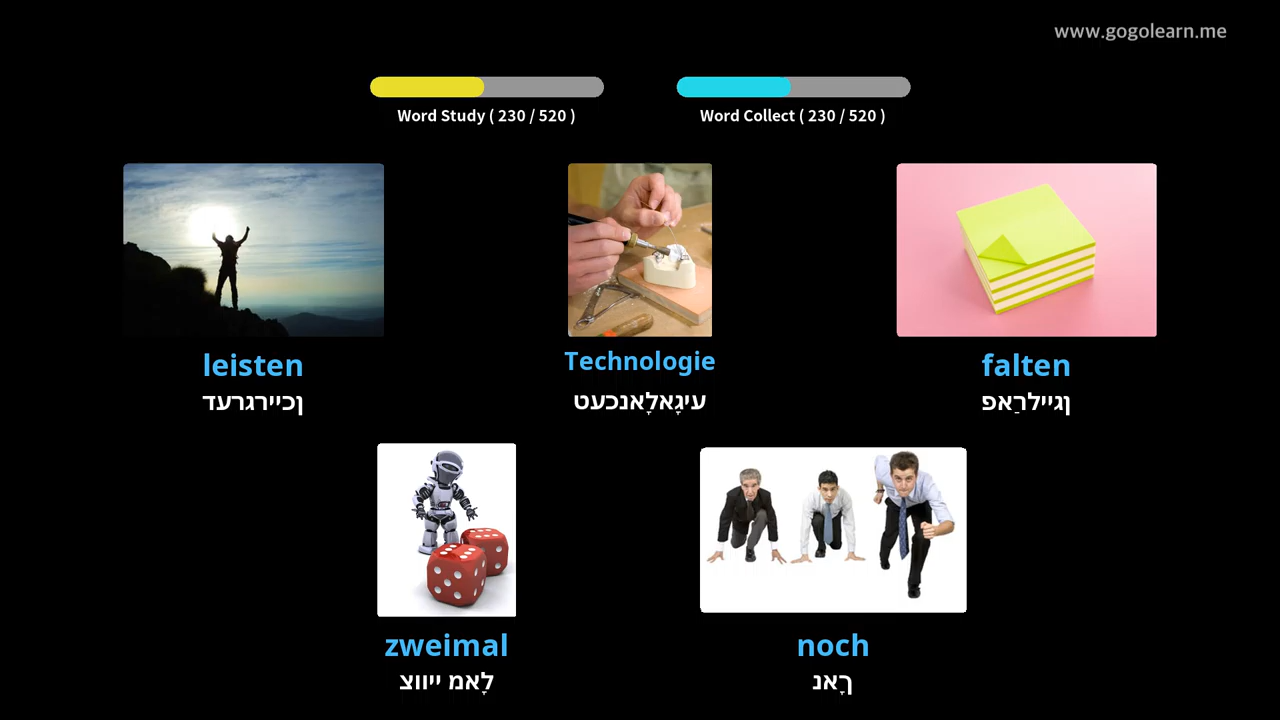 www.gogolearn.me
Word Study ( 230 / 520 )
Word Collect ( 230 / 520 )
leisten
ןכיירגרעד
Technologie
עיגָאלָאנכעט
falten
ןגיילרַאפ
zweimal
לָאמ ייווצ
noch
ךָאנ